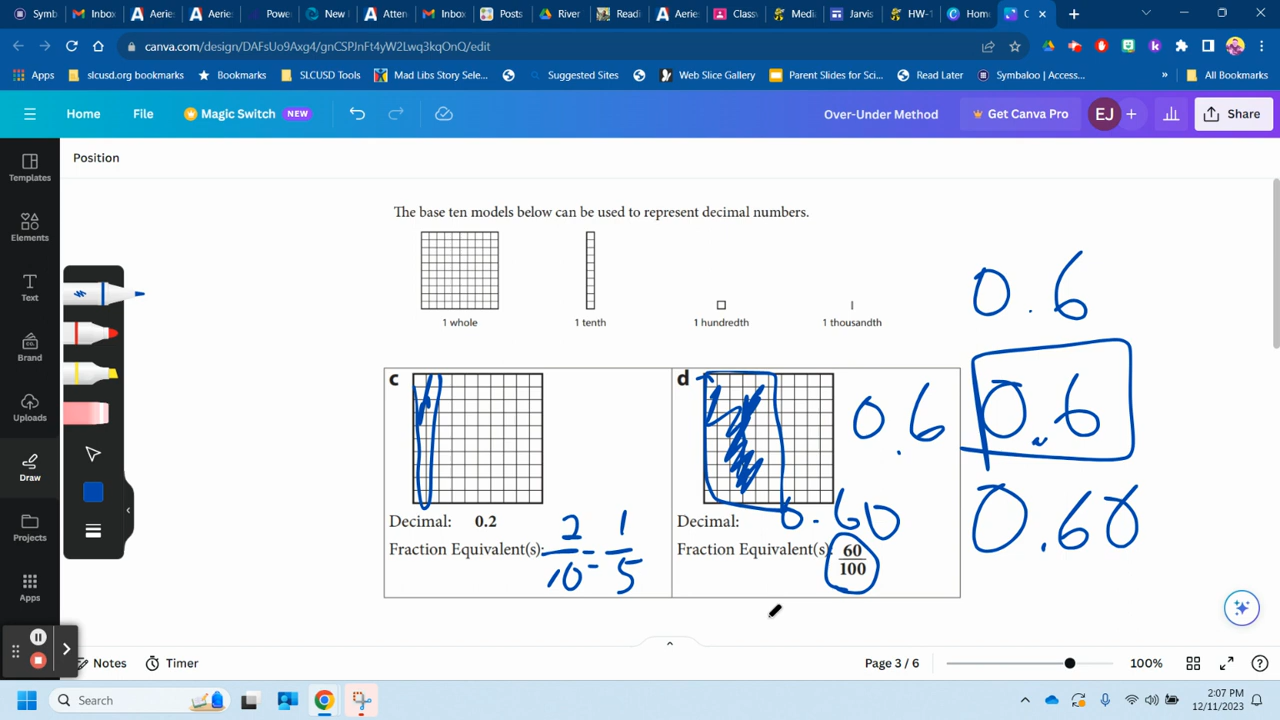 Symb
Aerie
Aerie
Powe
New
Atten
Inbo
Inbo
Posts
River
Readi
Aerie
Class
Medi
Jarvis
HW-1
Hom
canva.com/design/DAFsUo9Axg4/gnCSPJnFt4yW2Lwq3kqOnQ/edit
Apps
slcusd.org bookmarks
Bookmarks
SLCUSD Tools
Mad Libs Story Sele...
Suggested Sites
Web Slice Gallery
Parent Slides for Sci...
Read Later
Symbaloo | Access...
»
All Bookmarks
Home
File
Magic Switch NEW
Over-Under Method
Get Canva Pro
EJ
Share
Position
Templates
Elements
Text
Brand
Uploads
Draw
Projects
Apps
The base ten models below can be used to represent decimal numbers.
1 whole
1 tenth
1 hundredth
1 thousandth
0.6
c
d
0.6
0.6
Decimal: 0.2
Fraction Equivalent(s): 2/10 = 1/5
Decimal: 0.60
Fraction Equivalent(s): 60/100
0.60
Notes
Timer
Page 3 / 6
100%
Search
2:07 PM
12/11/2023